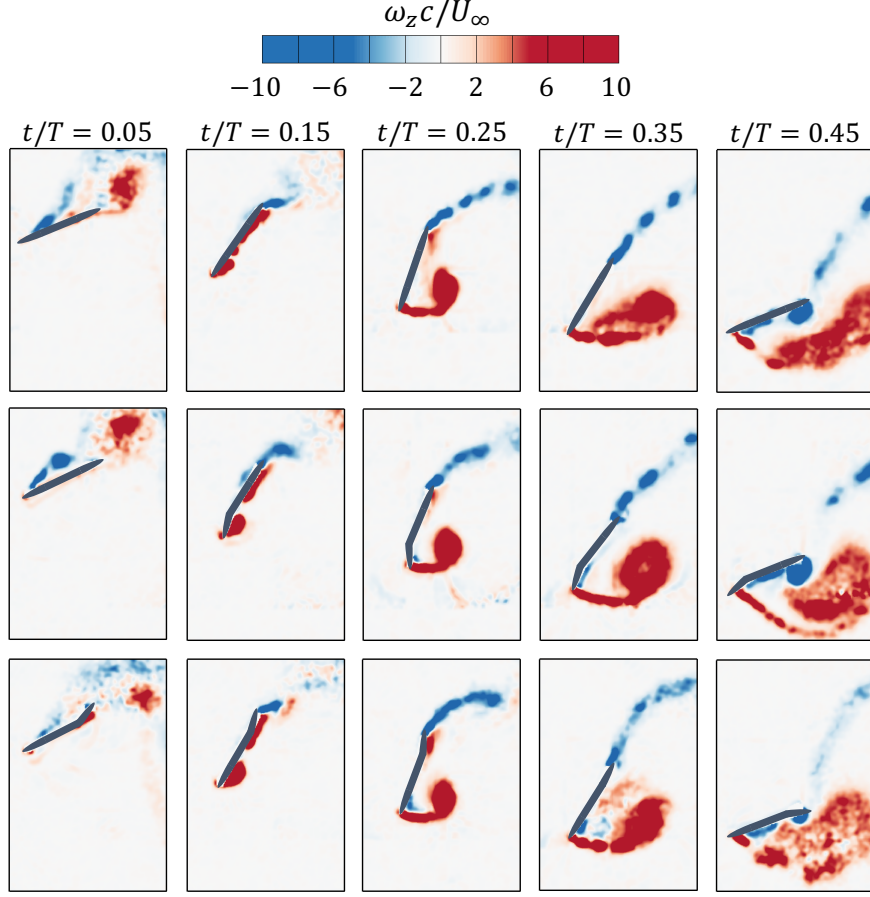 ω_z c/U_∞
−10 −6 −2 2 6 10
t/T = 0.05 t/T = 0.15 t/T = 0.25 t/T = 0.35 t/T = 0.45